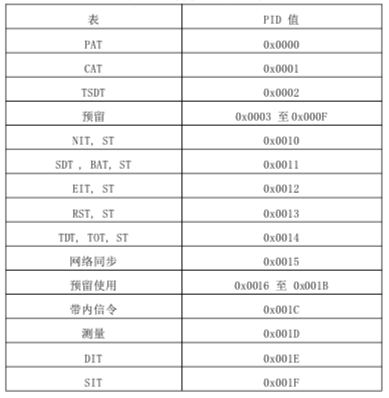 表 PID 值
PAT 0x0000
CAT 0x0001
TSDT 0x0002
预留 0x0003 至 0x000F
NIT, ST 0x0010
SDT , BAT, ST 0x0011
EIT, ST 0x0012
RST, ST 0x0013
TDT, TOT, ST 0x0014
网络同步 0x0015
预留使用 0x0016 至 0x001B
带内信令 0x001C
测量 0x001D
DIT 0x001E
SIT 0x001F